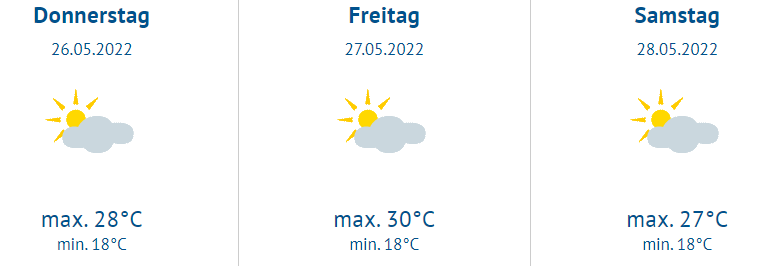 Donnerstag
26.05.2022
max. 28°C
min. 18°C
Freitag
27.05.2022
max. 30°C
min. 18°C
Samstag
28.05.2022
max. 27°C
min. 18°C